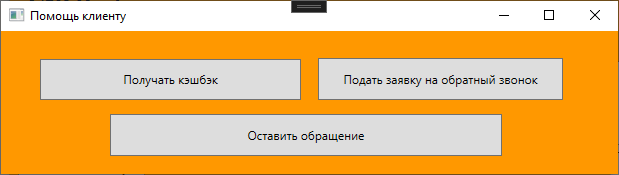 Помощь клиенту
Получать кэшбэк
Подать заявку на обратный звонок
Оставить обращение